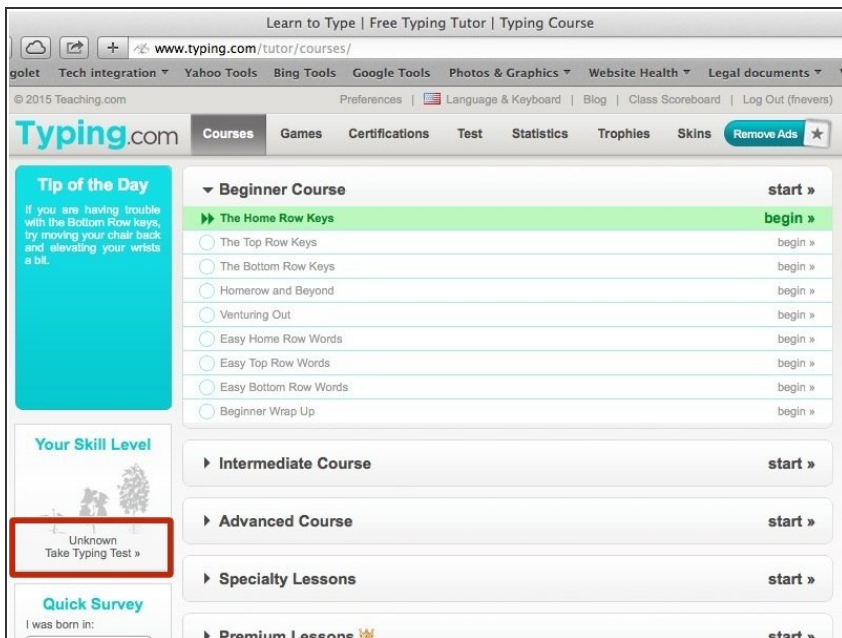 Learn to Type | Free Typing Tutor | Typing Course
www.typing.com/tutor/courses/
golet Tech integration Yahoo Tools Bing Tools Google Tools Photos & Graphics Website Health Legal documents
© 2015 Teaching.com Preferences | Language & Keyboard | Blog | Class Scoreboard | Log Out (fnevers)
Typing.com Courses Games Certifications Test Statistics Trophies Skins Remove Ads
Tip of the Day
If you are having trouble
with the Bottom Row keys,
try moving your chair back
and elevating your wrists
a bit.
Beginner Course start »
The Home Row Keys begin »
The Top Row Keys begin »
The Bottom Row Keys begin »
Homerow and Beyond begin »
Venturing Out begin »
Easy Home Row Words begin »
Easy Top Row Words begin »
Easy Bottom Row Words begin »
Beginner Wrap Up begin »
Your Skill Level
Unknown
Take Typing Test »
Intermediate Course start »
Advanced Course start »
Specialty Lessons start »
Quick Survey
I was born in:
Premium Lessons start »